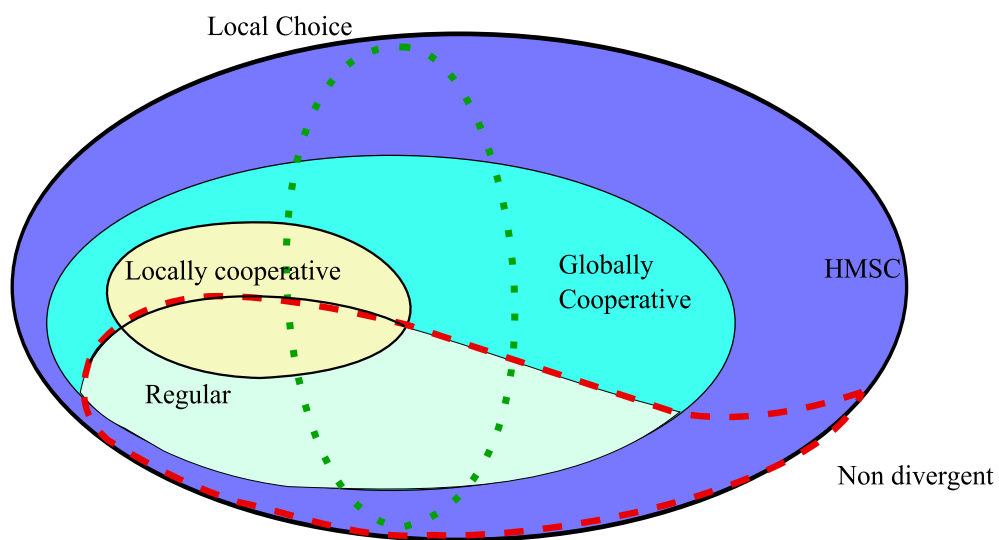 Local Choice
Locally cooperative
Globally
Cooperative
HMSC
Regular
Non divergent